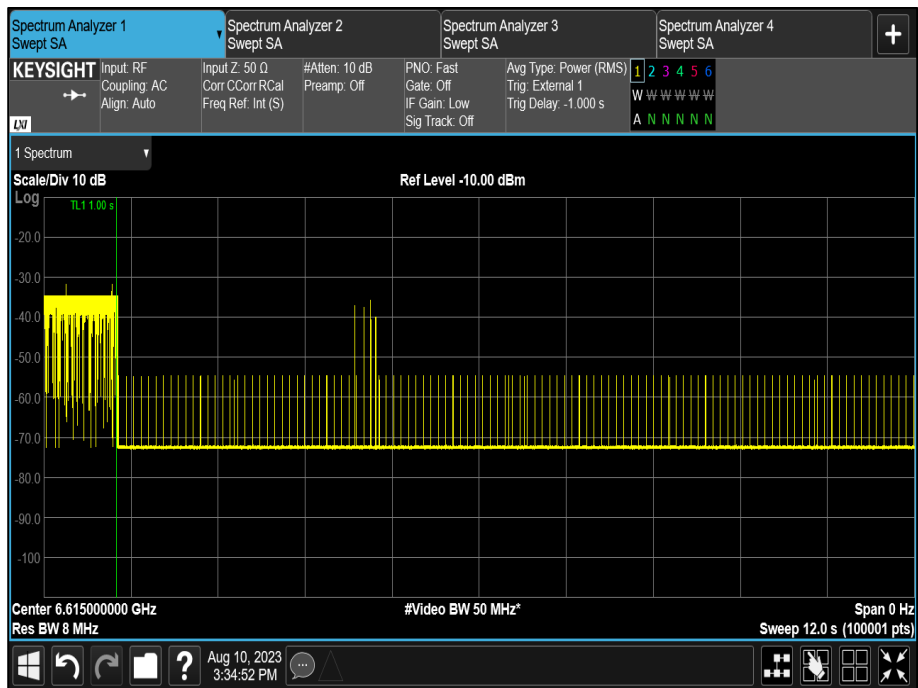 Spectrum Analyzer 1
Swept SA
Spectrum Analyzer 2
Swept SA
Spectrum Analyzer 3
Swept SA
Spectrum Analyzer 4
Swept SA
KEYSIGHT
LXI
Input: RF
Coupling: AC
Align: Auto
Input Z: 50 Ω
Corr CCorr RCal
Freq Ref: Int (S)
#Atten: 10 dB
Preamp: Off
PNO: Fast
Gate: Off
IF Gain: Low
Sig Track: Off
Avg Type: Power (RMS)
Trig: External 1
Trig Delay: -1.000 s
1 2 3 4 5 6
W W W W W W
A N N N N N
1 Spectrum
Scale/Div 10 dB
Ref Level -10.00 dBm
Log
TL1 1.00 s
-20.0
-30.0
-40.0
-50.0
-60.0
-70.0
-80.0
-90.0
-100
Center 6.615000000 GHz
#Video BW 50 MHz*
Span 0 Hz
Res BW 8 MHz
Sweep 12.0 s (100001 pts)
Aug 10, 2023
3:34:52 PM